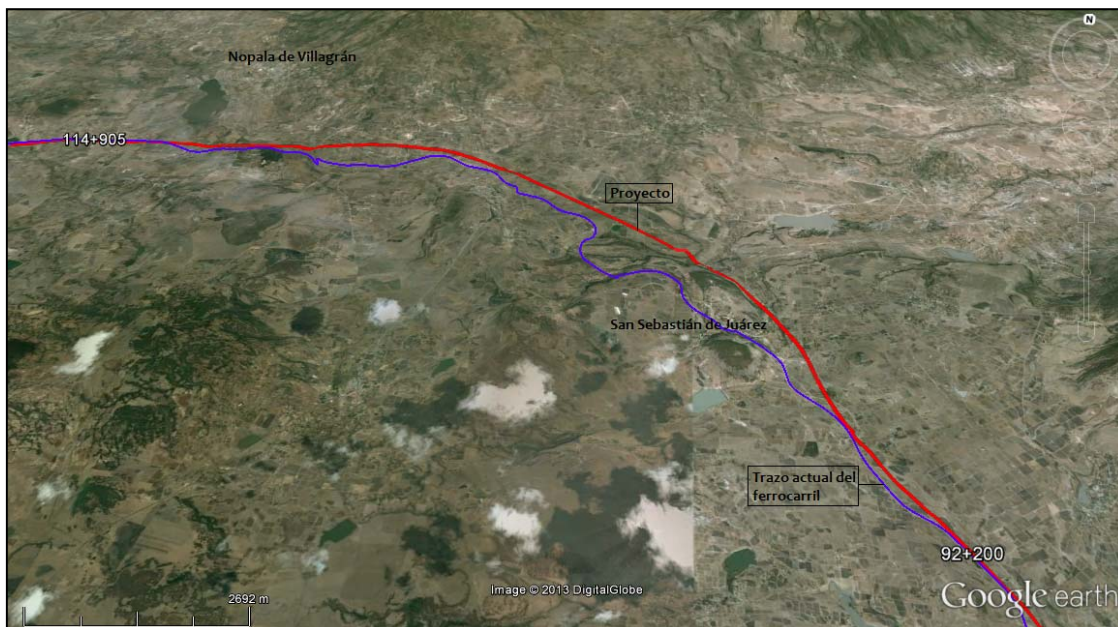 N
Nopala de Villagrán
114+905
Proyecto
San Sebastián de Juárez
Trazo actual del
ferrocarril
92+200
Image © 2013 DigitalGlobe
Google earth
2692 m